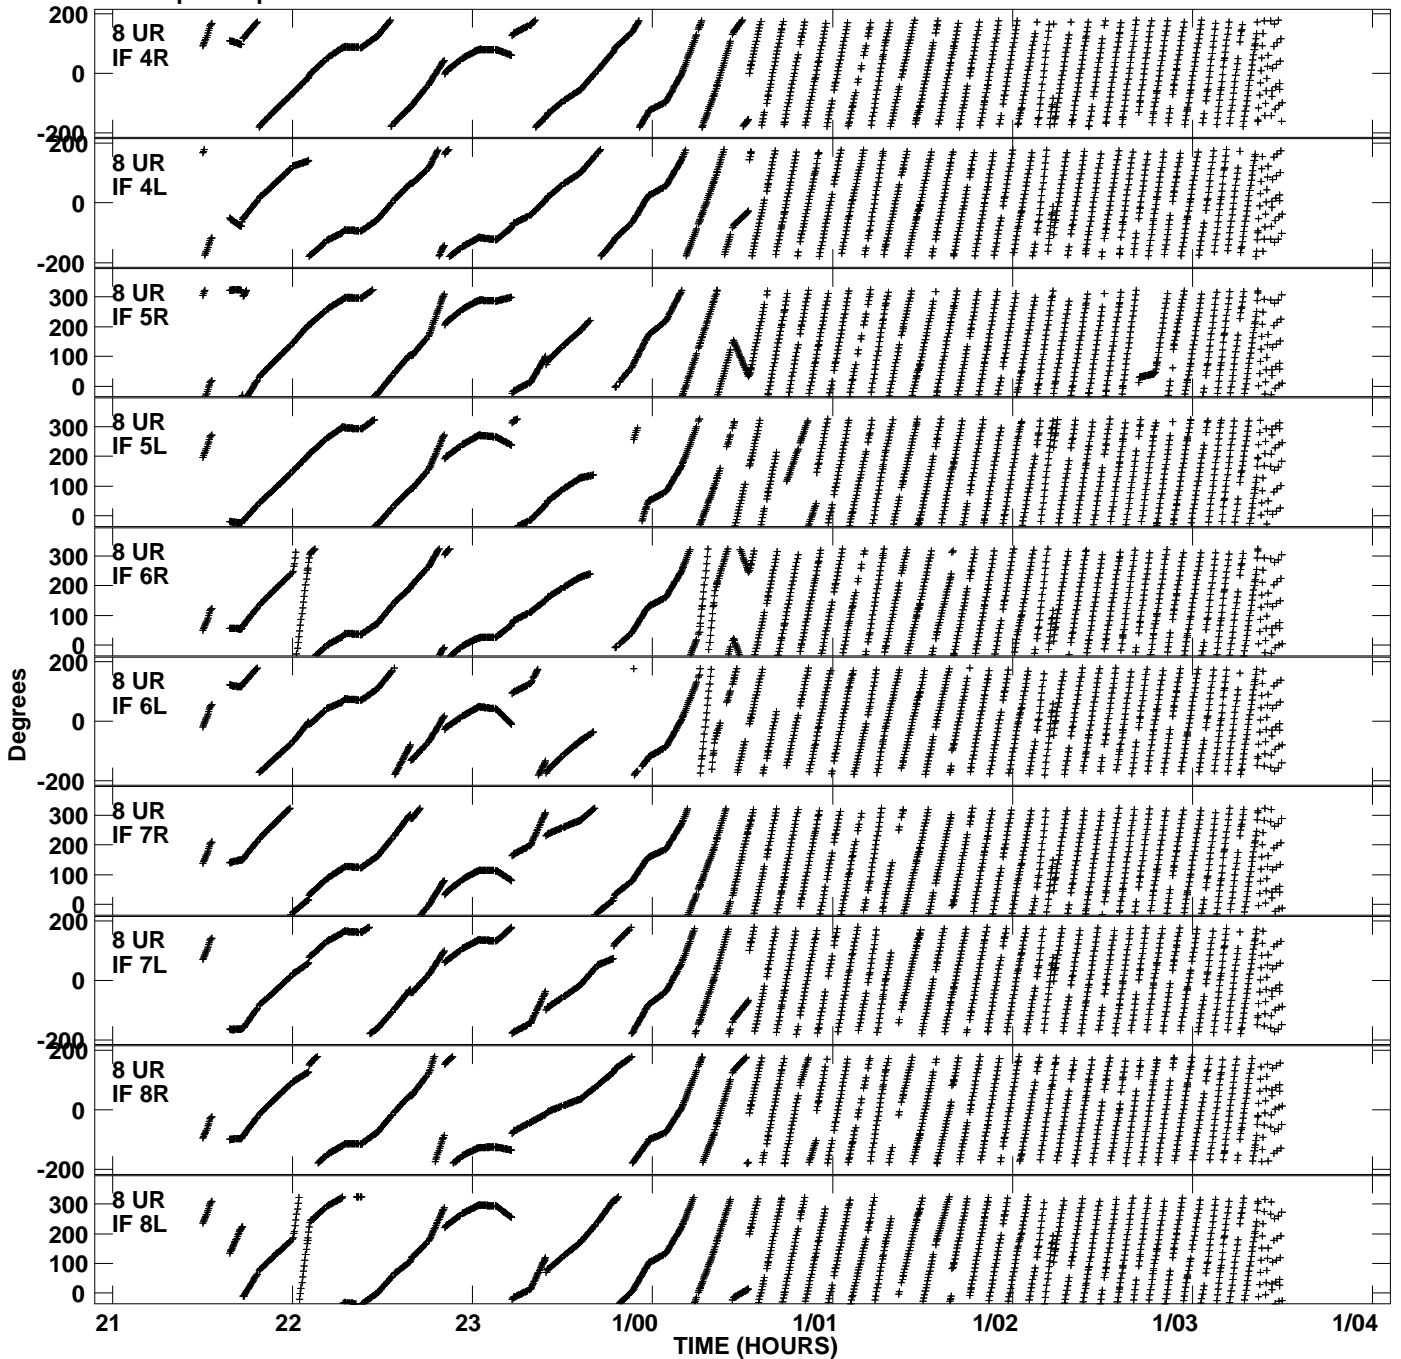 200
8 UR
IF 4R
0
-200
200
8 UR
IF 4L
0
-200
8 UR
IF 5R
300
200
100
0
8 UR
IF 5L
300
200
100
0
8 UR
IF 6R
300
200
100
0
200
8 UR
IF 6L
0
-200
8 UR
IF 7R
300
200
100
0
200
8 UR
IF 7L
0
-200
200
8 UR
IF 8R
0
-200
8 UR
IF 8L
300
200
100
0
Degrees
21 22 23 1/00 1/01 1/02 1/03 1/04
TIME (HOURS)